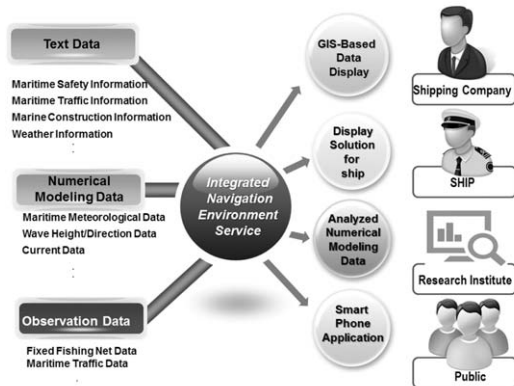 Text Data
Maritime Safety Information
Maritime Traffic Information
Marine Construction Information
Weather Information
:
Numerical
Modeling Data
Maritime Meteorological Data
Wave Height/Direction Data
Current Data
:
Observation Data
Fixed Fishing Net Data
Maritime Traffic Data
:
Integrated
Navigation
Environment
Service
GIS-Based
Data
Display
Display
Solution
for
ship
Analyzed
Numerical
Modeling
Data
Smart
Phone
Application
Shipping Company
SHIP
Research Institute
Public